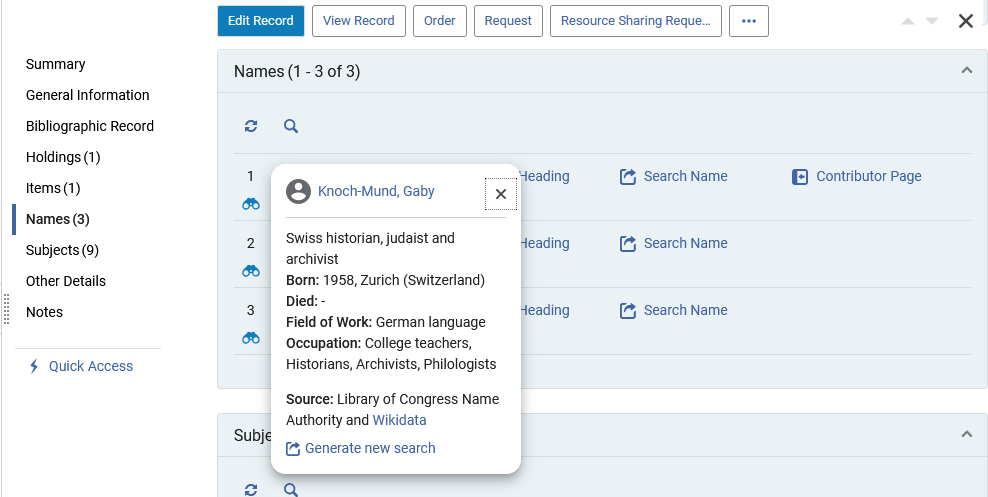 Edit Record
View Record
Order
Request
Resource Sharing Reque...
Summary
General Information
Bibliographic Record
Holdings (1)
Items (1)
Names (3)
Subjects (9)
Other Details
Notes
Quick Access
Names (1 - 3 of 3)
1
Heading
Search Name
Contributor Page
2
Heading
Search Name
3
Heading
Search Name
Knoch-Mund, Gaby
Swiss historian, judaist and
archivist
Born: 1958, Zurich (Switzerland)
Died: -
Field of Work: German language
Occupation: College teachers,
Historians, Archivists, Philologists
Source: Library of Congress Name
Authority and Wikidata
Generate new search
Subje